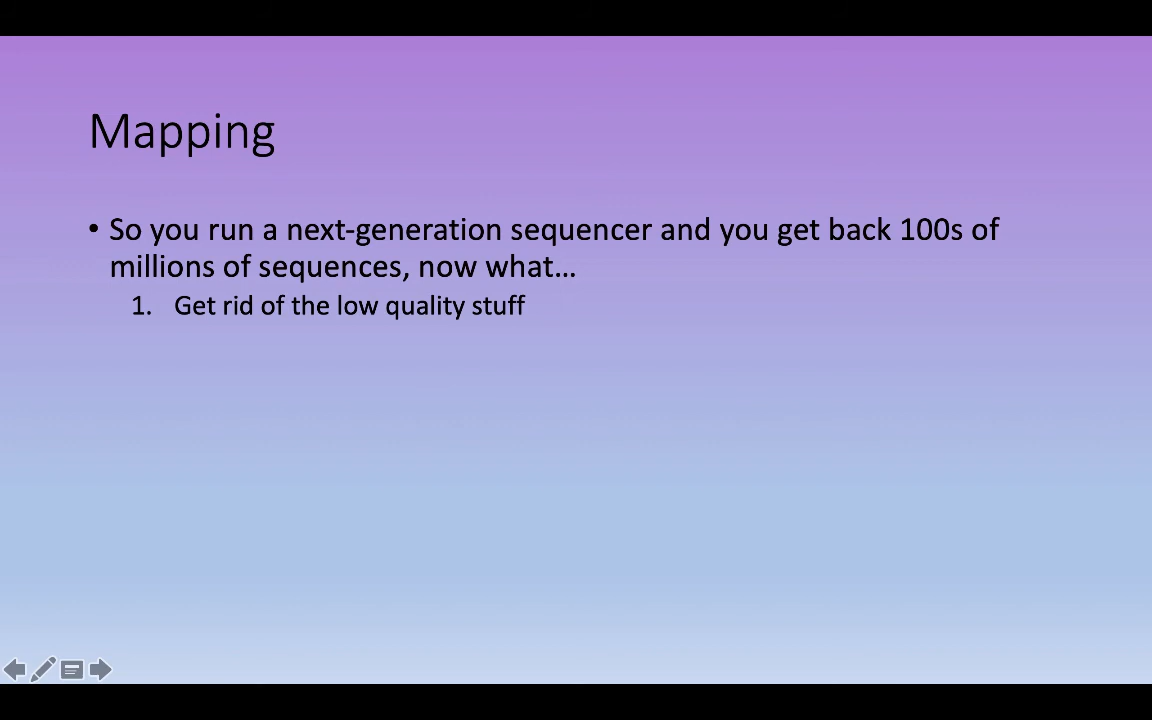 Mapping
• So you run a next-generation sequencer and you get back 100s of
millions of sequences, now what…
1. Get rid of the low quality stuff